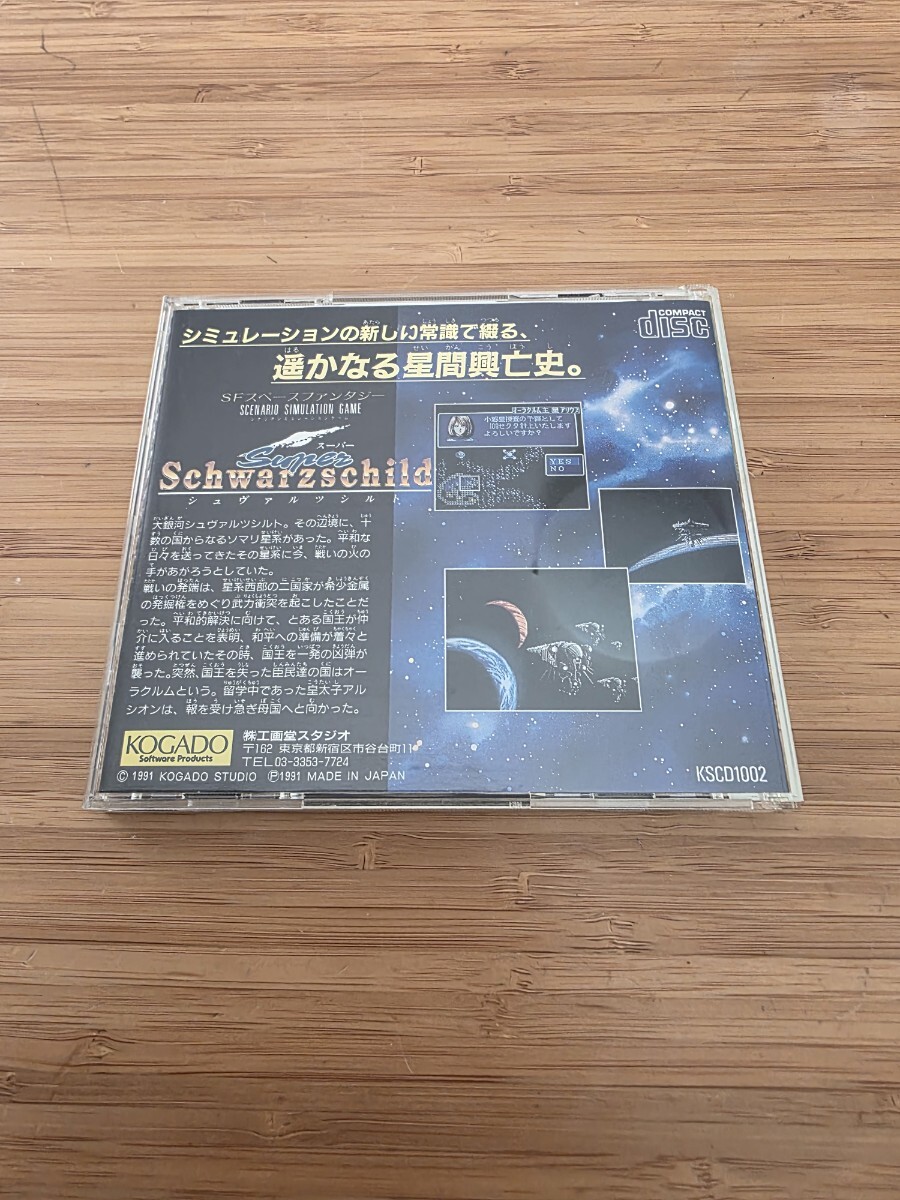 シミュレーションの新しい常識で綴る、
遥かなる星間興亡史。
COMPACT
disc
SFスペースファンタジー
SCENARIO SIMULATION GAME
スーパー
Super
Schwarzschild
シュヴァルツシルト
YES
NO
大銀河シュヴァルツシルト。その辺境に、十
数の国からなるソマリ星系があった。平和な
日々を送ってきたその星系に今、戦いの火の
手があがろうとしていた。
戦いの発端は、星系西部の二国家が希少金属
の発掘権をめぐり武力衝突を起こしたことだ
った。平和的解決に向けて、とある国王が仲
介に入ることを表明、和平への準備が着々と
進められていたその時、国王を一発の凶弾が
襲った。突然、国王を失った臣民達の国はオー
ラクルムという。留学中であった皇太子アル
シオンは、報を受け急ぎ母国へと向かった。
KOGADO
Software Products
㈱工画堂スタジオ
〒162 東京都新宿区市谷台町11
TEL 03-3353-7724
© 1991 KOGADO STUDIO ℗1991 MADE IN JAPAN
KSCD1002